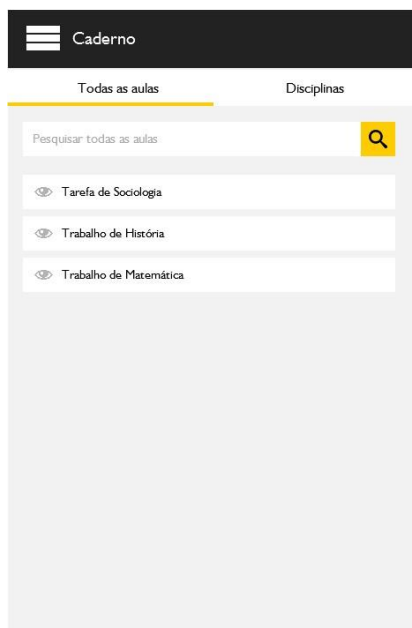 Caderno
Todas as aulas
Disciplinas
Pesquisar todas as aulas
Tarefa de Sociologia
Trabalho de História
Trabalho de Matemática